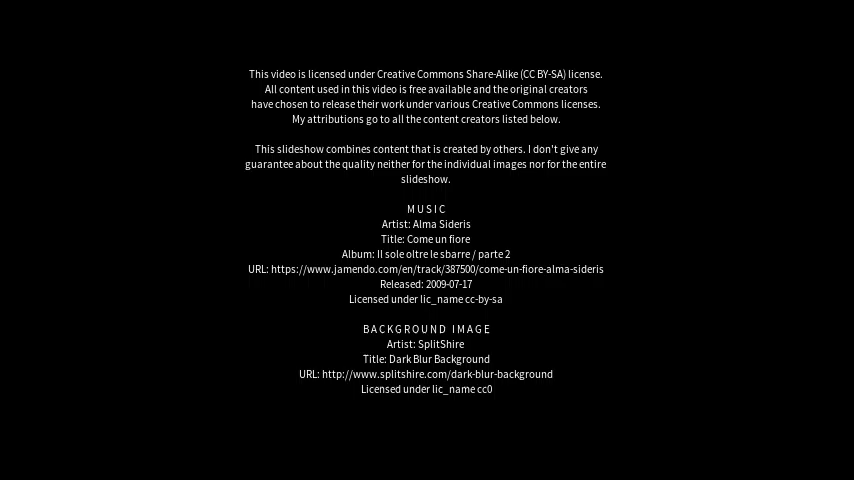 This video is licensed under Creative Commons Share-Alike (CC BY-SA) license.
All content used in this video is free available and the original creators
have chosen to release their work under various Creative Commons licenses.
My attributions go to all the content creators listed below.
This slideshow combines content that is created by others. I don't give any
guarantee about the quality neither for the individual images nor for the entire
slideshow.
MUSIC
Artist: Alma Sideris
Title: Come un fiore
Album: Il sole oltre le sbarre / parte 2
URL: https://www.jamendo.com/en/track/387500/come-un-fiore-alma-sideris
Released: 2009-07-17
Licensed under lic_name cc-by-sa
BACKGROUND IMAGE
Artist: SplitShire
Title: Dark Blur Background
URL: http://www.splitshire.com/dark-blur-background
Licensed under lic_name cc0